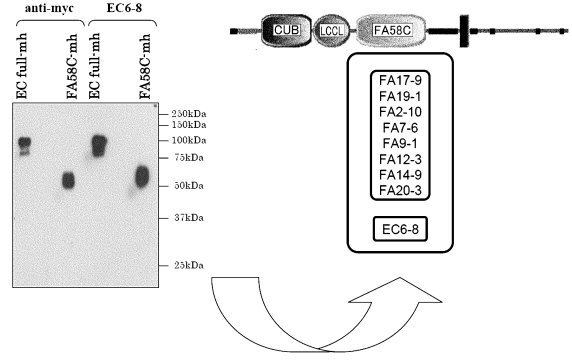 anti-myc EC6-8
EC full-mh
FA58C-mh
EC full-mh
FA58C-mh
250kDa
150kDa
100kDa
75kDa
50kDa
37kDa
25kDa
CUB LCCL FA58C
FA17-9
FA19-1
FA2-10
FA7-6
FA9-1
FA12-3
FA14-9
FA20-3
EC6-8